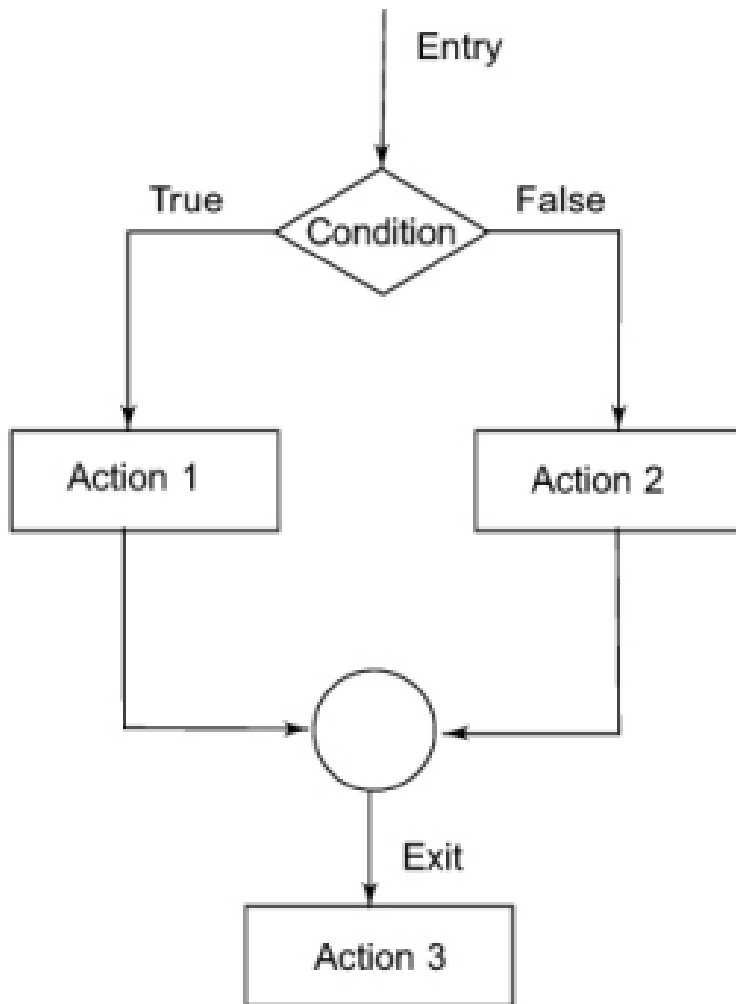 Entry
True
False
Condition
Action 1
Action 2
Exit
Action 3